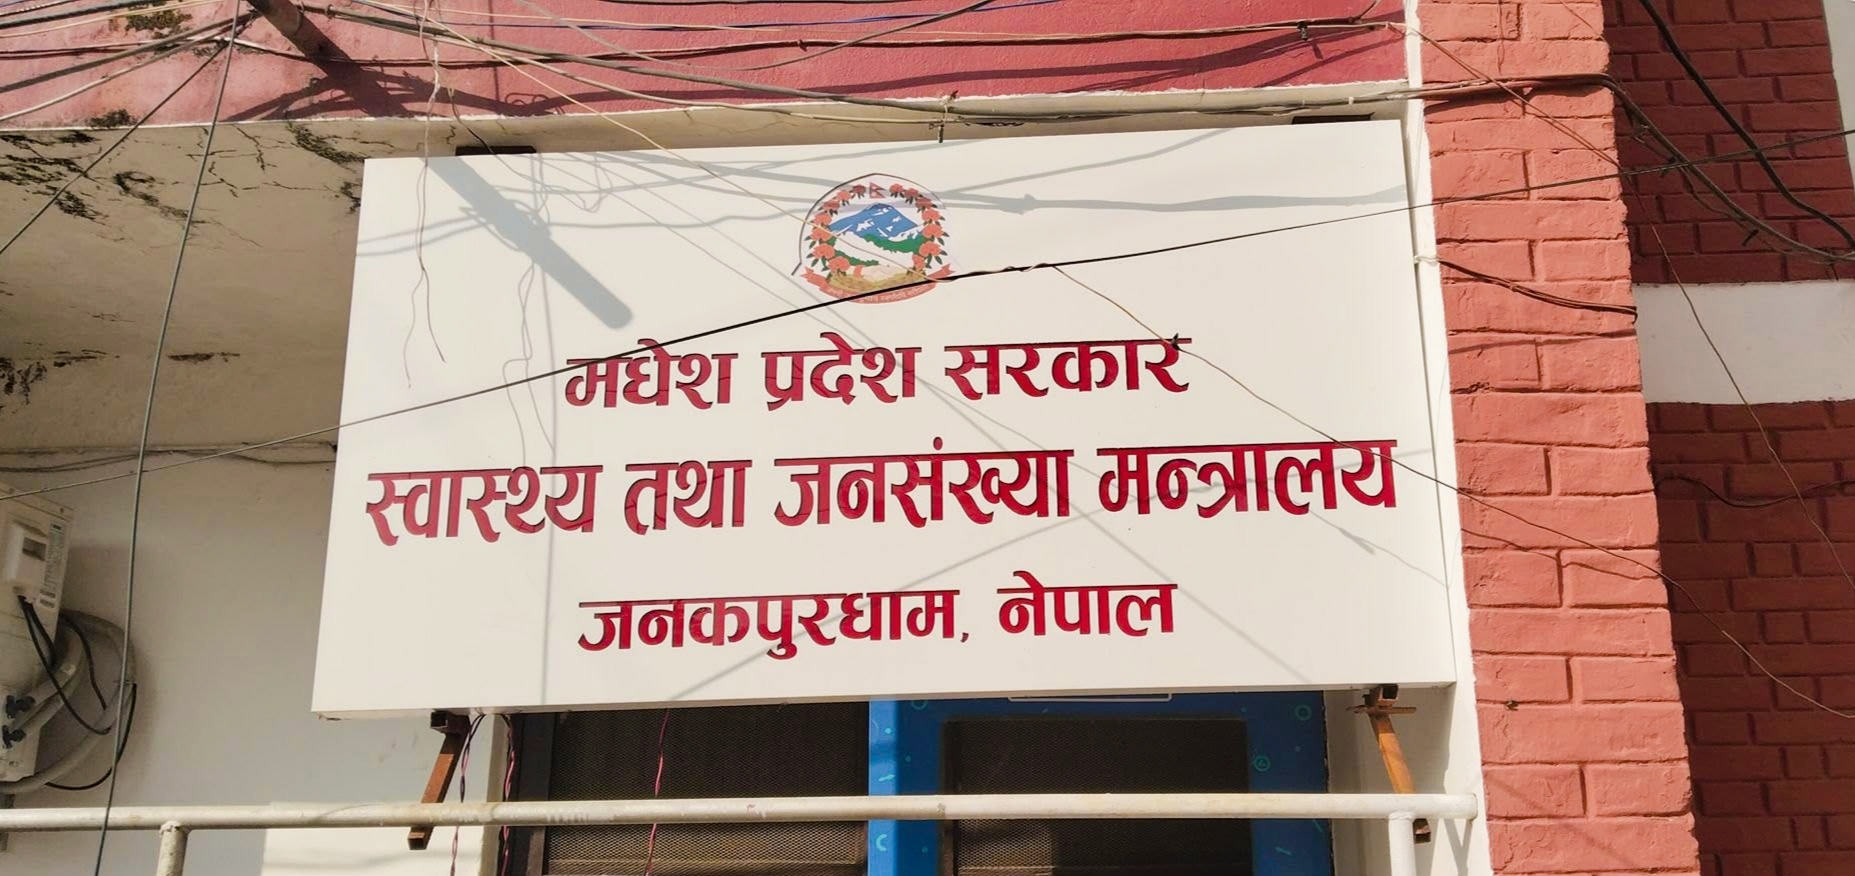 मधेश प्रदेश सरकार
स्वास्थ्य तथा जनसंख्या मन्त्रालय
जनकपुरधाम, नेपाल